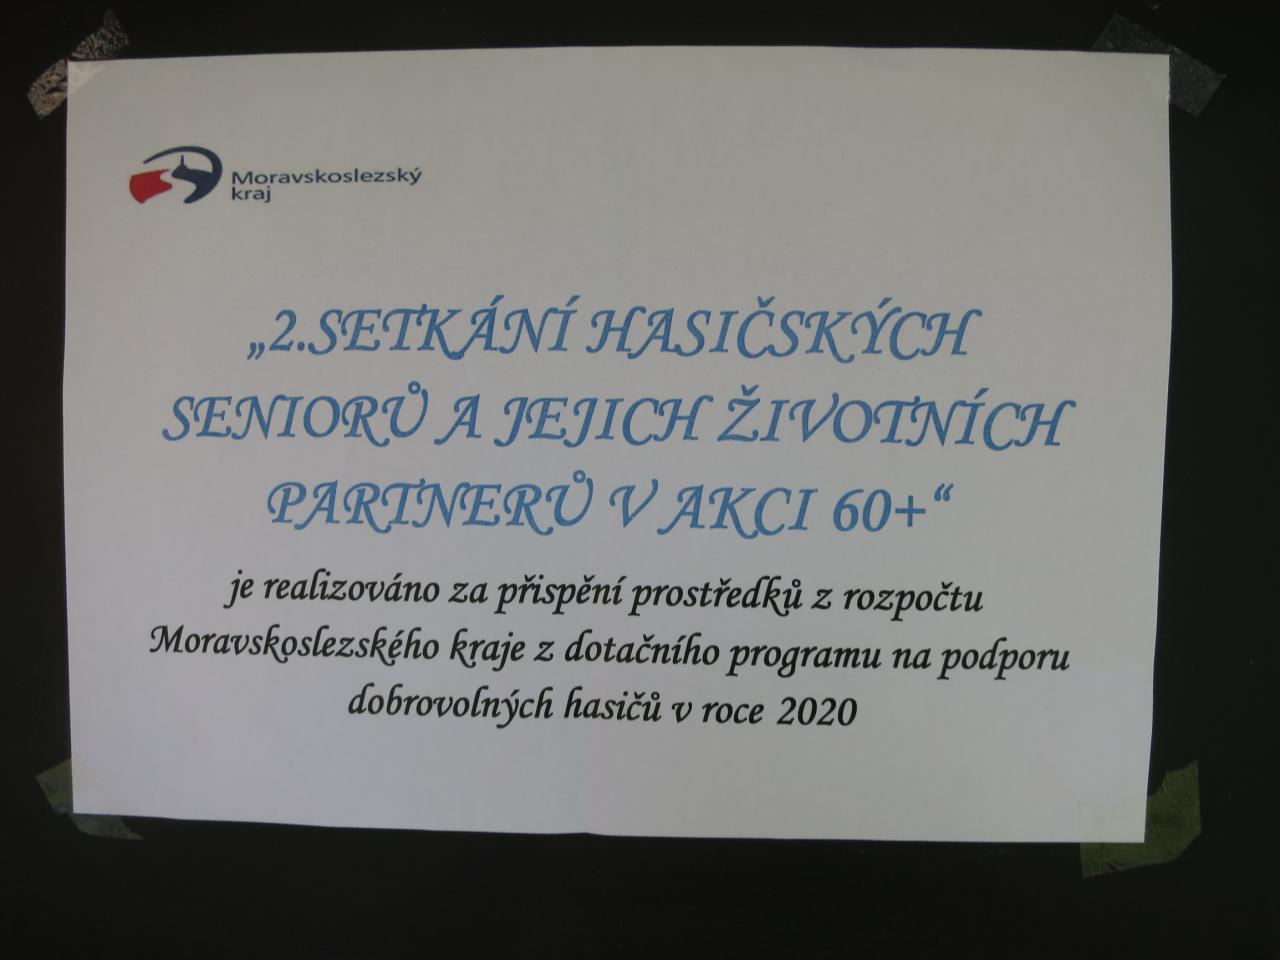 Moravskoslezský
kraj
„2.SETKÁNÍ HASIČSKÝCH
SENIORŮ A JEJICH ŽIVOTNÍCH
PARTNERŮ V AKCI 60+“
je realizováno za přispění prostředků z rozpočtu
Moravskoslezského kraje z dotačního programu na podporu
dobrovolných hasičů v roce 2020